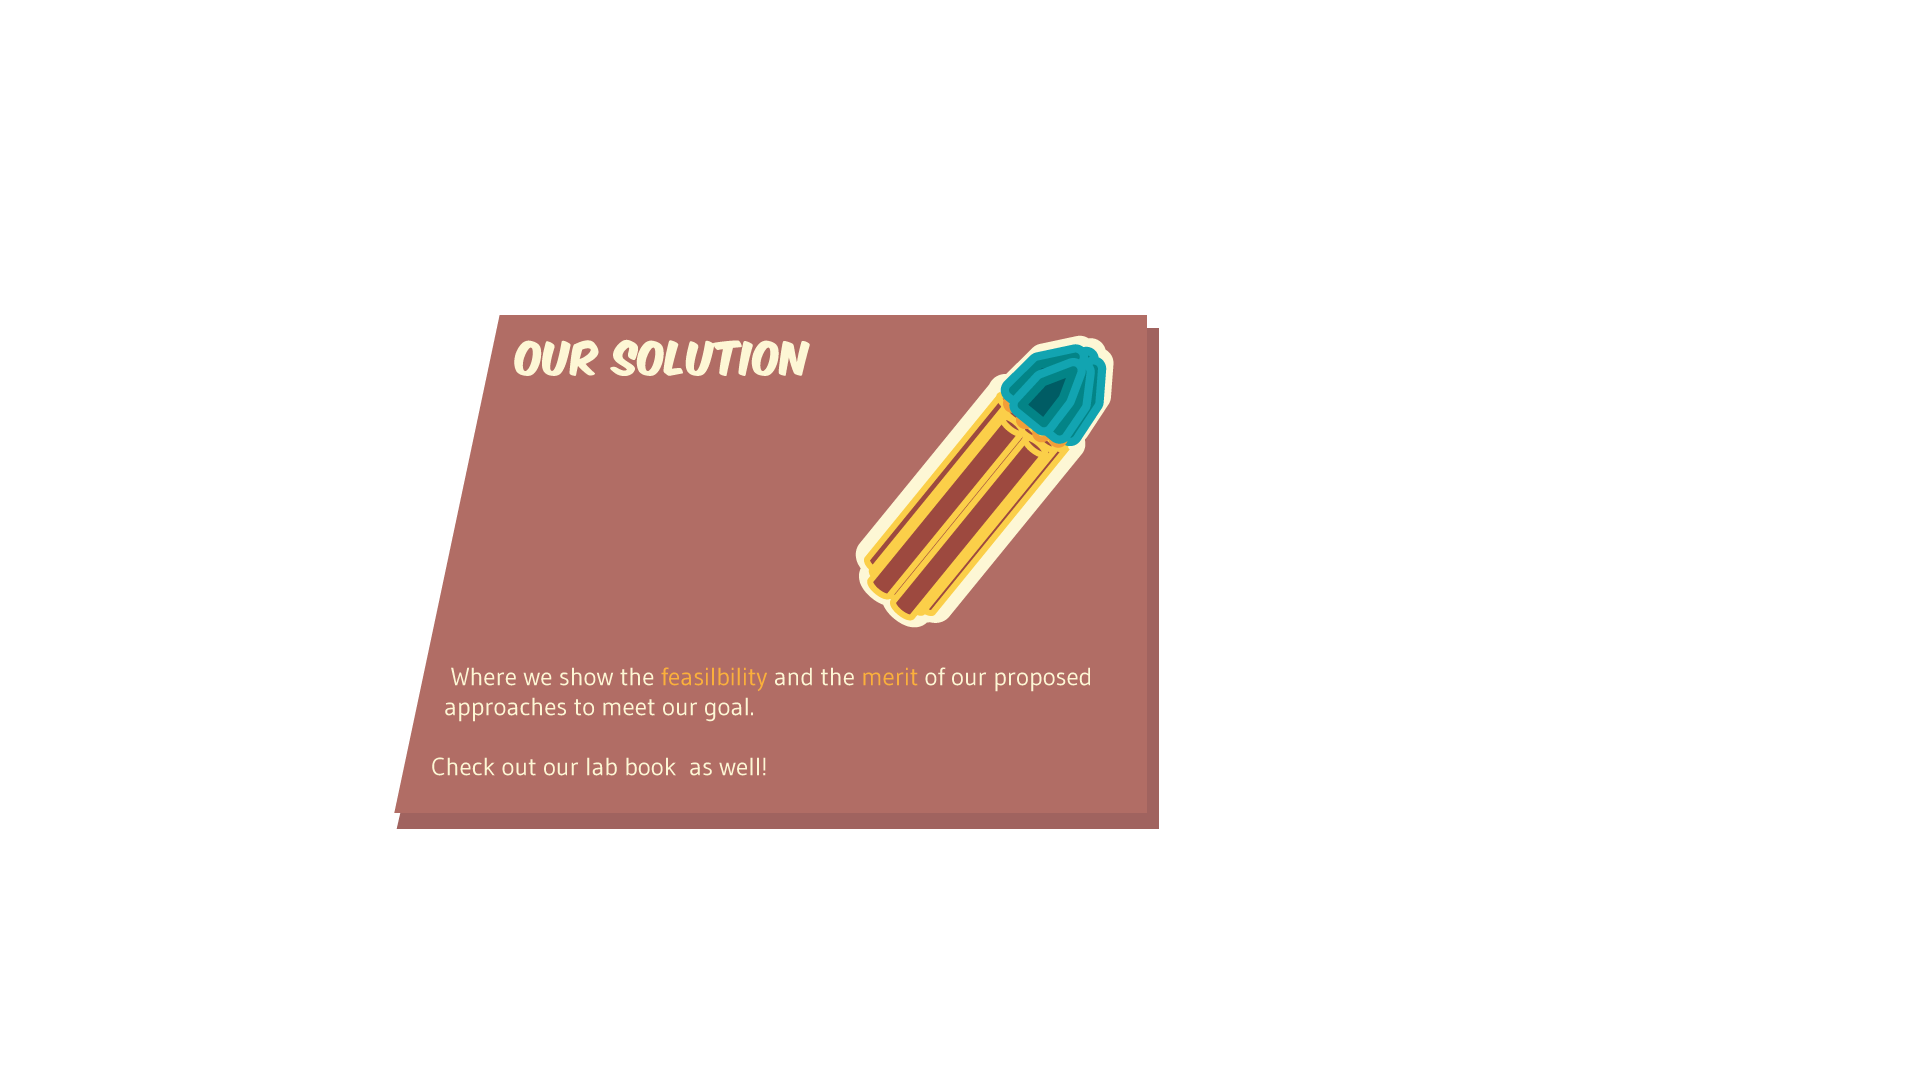 OUR SOLUTION
Where we show the feasilbility and the merit of our proposed
approaches to meet our goal.
Check out our lab book as well!